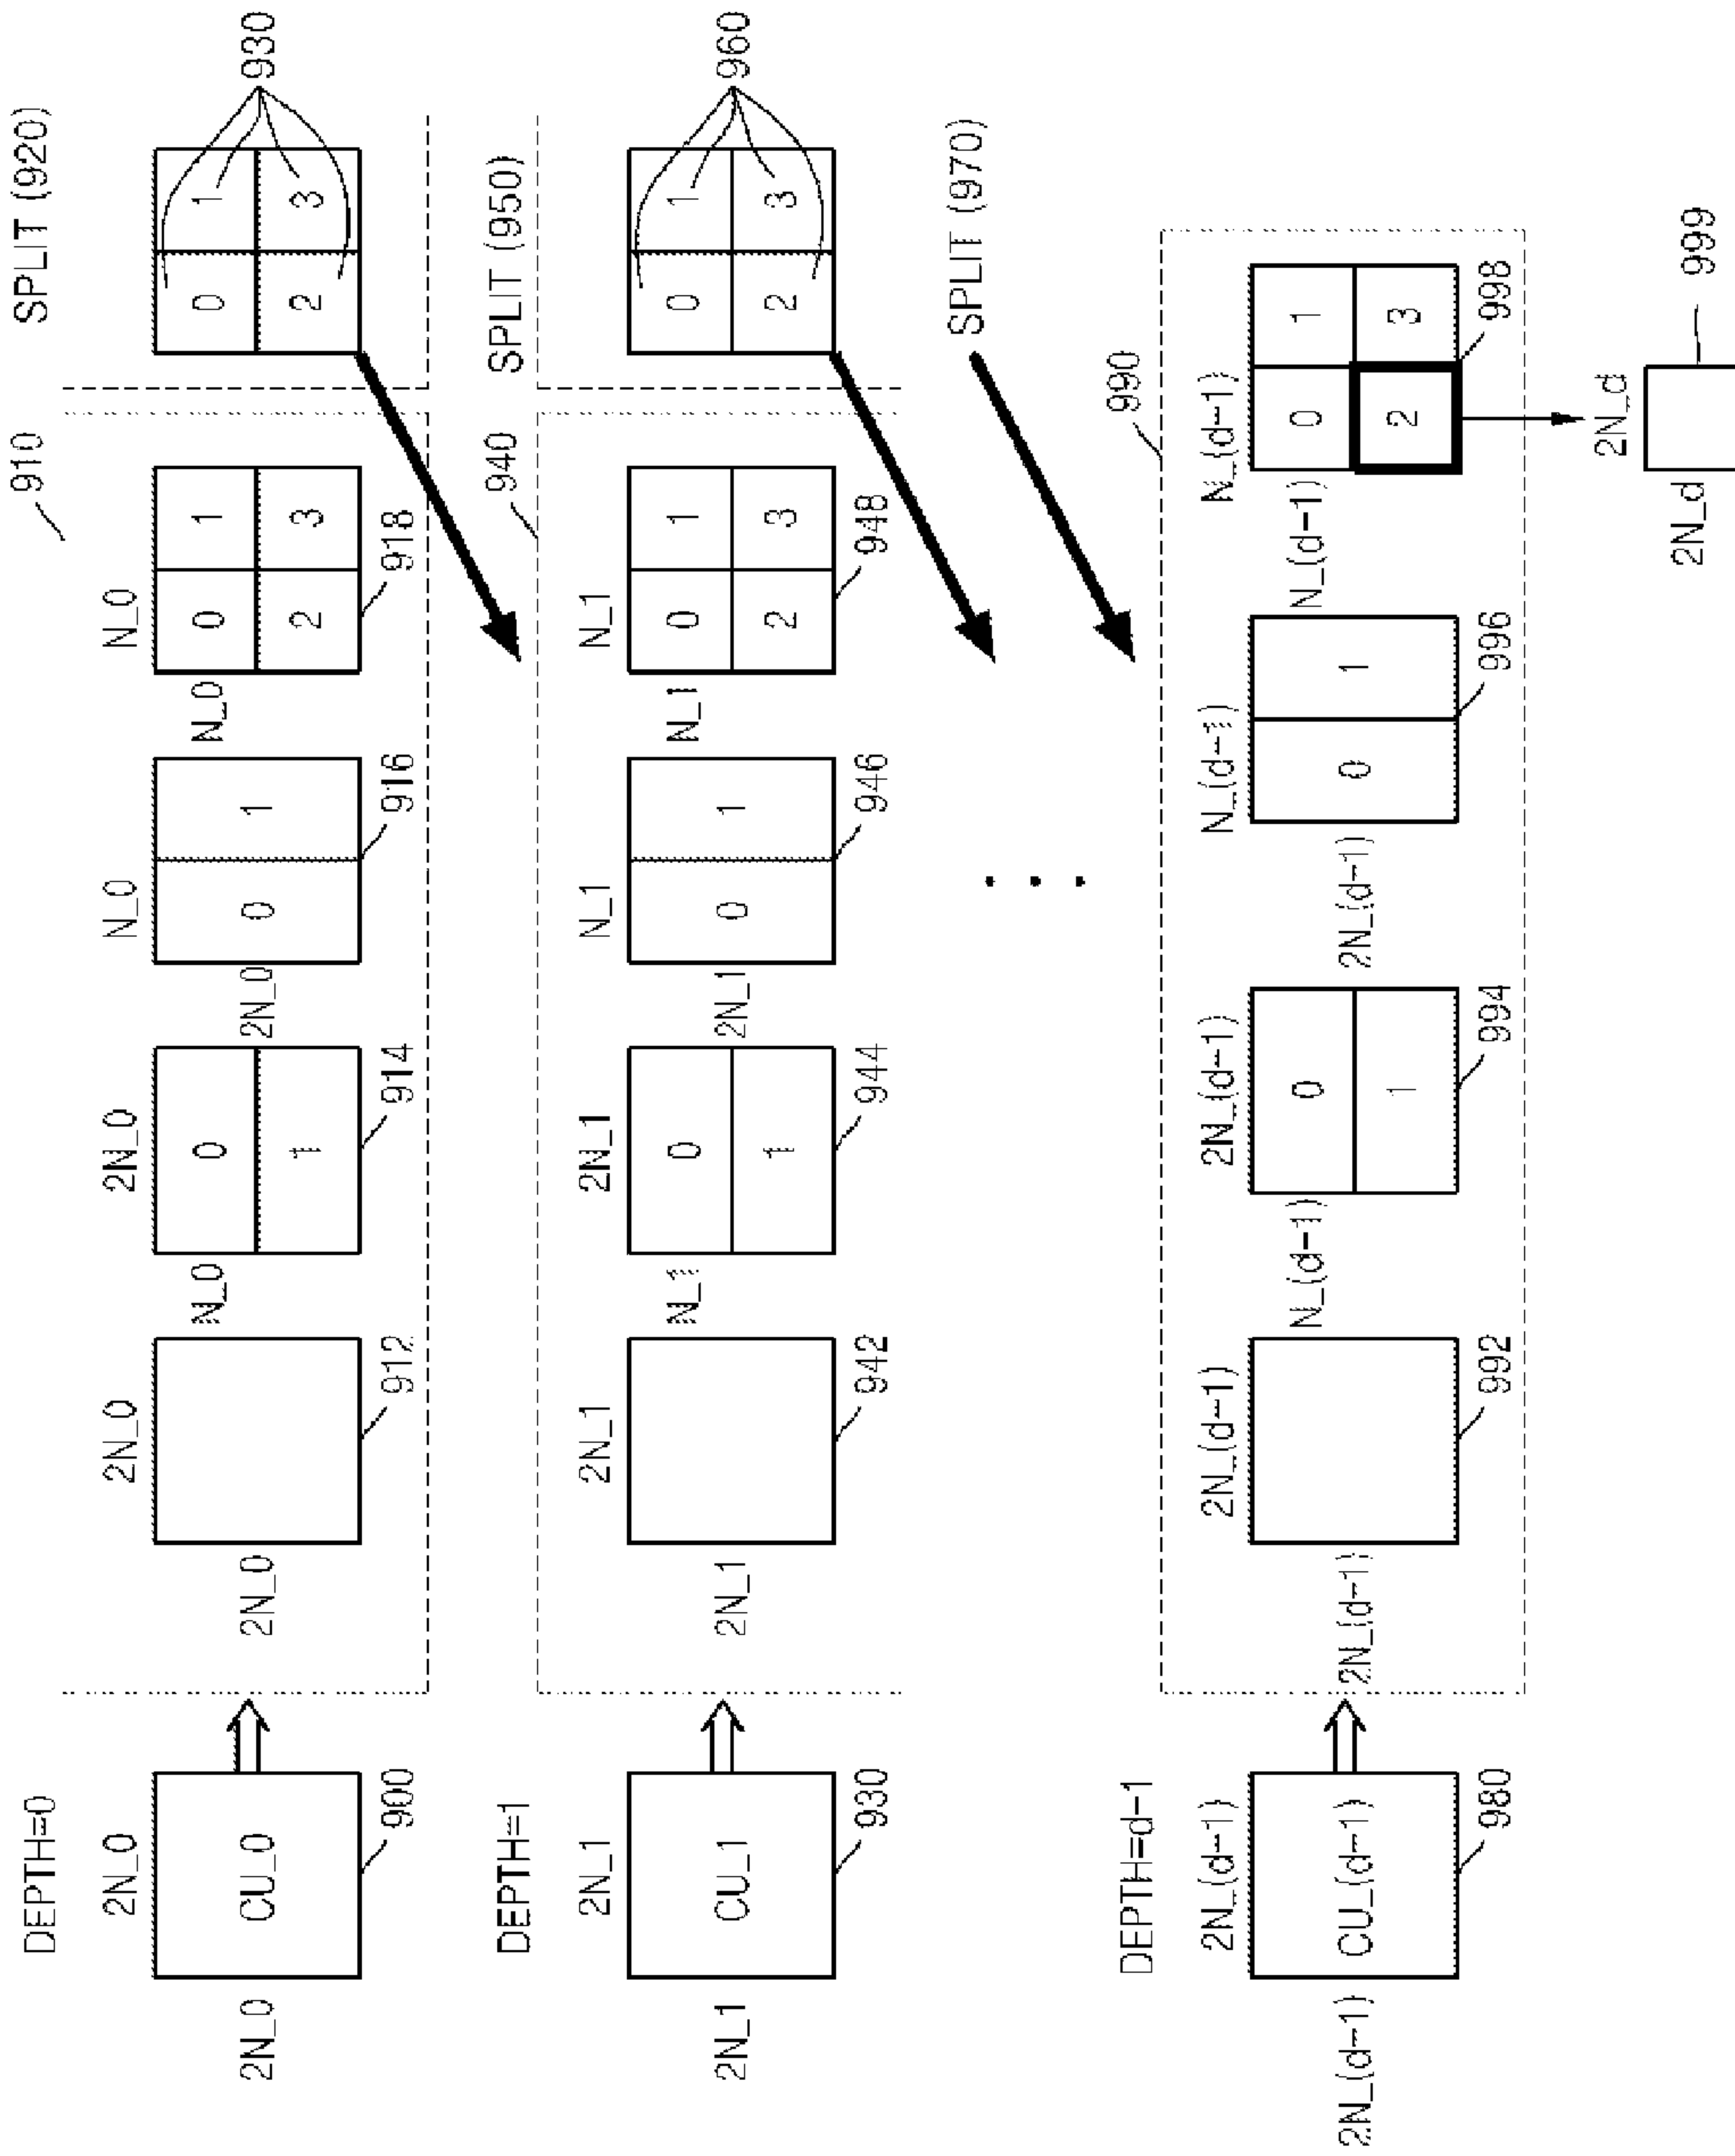 DEPTH=0
2N_0
2N_0
CU_0
900
910
2N_0
2N_0
912
2N_0
N_0
0
1
914
N_0
2N_0
0
1
916
N_0
N_0
0
1
2
3
918
SPLIT (920)
0
1
2
3
930
DEPTH=1
2N_1
2N_1
CU_1
930
940
2N_1
2N_1
942
2N_1
N_1
0
1
944
N_1
2N_1
0
1
946
N_1
N_1
0
1
2
3
948
SPLIT (950)
0
1
2
3
960
SPLIT (970)
. . .
DEPTH=d-1
2N_(d-1)
2N_(d-1)
CU_(d-1)
980
990
2N_(d-1)
2N_(d-1)
992
2N_(d-1)
N_(d-1)
0
1
994
N_(d-1)
2N_(d-1)
0
1
996
N_(d-1)
N_(d-1)
0
1
2
3
998
2N_d
2N_d
999